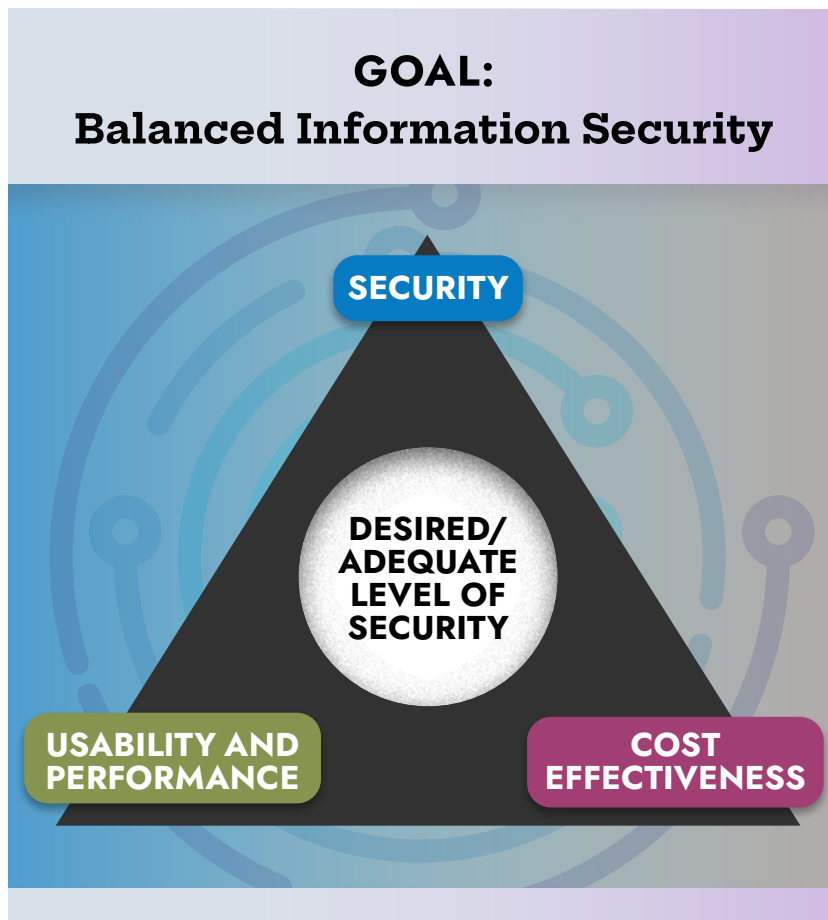 GOAL:
Balanced Information Security
SECURITY
DESIRED/
ADEQUATE
LEVEL OF
SECURITY
USABILITY AND
PERFORMANCE
COST
EFFECTIVENESS